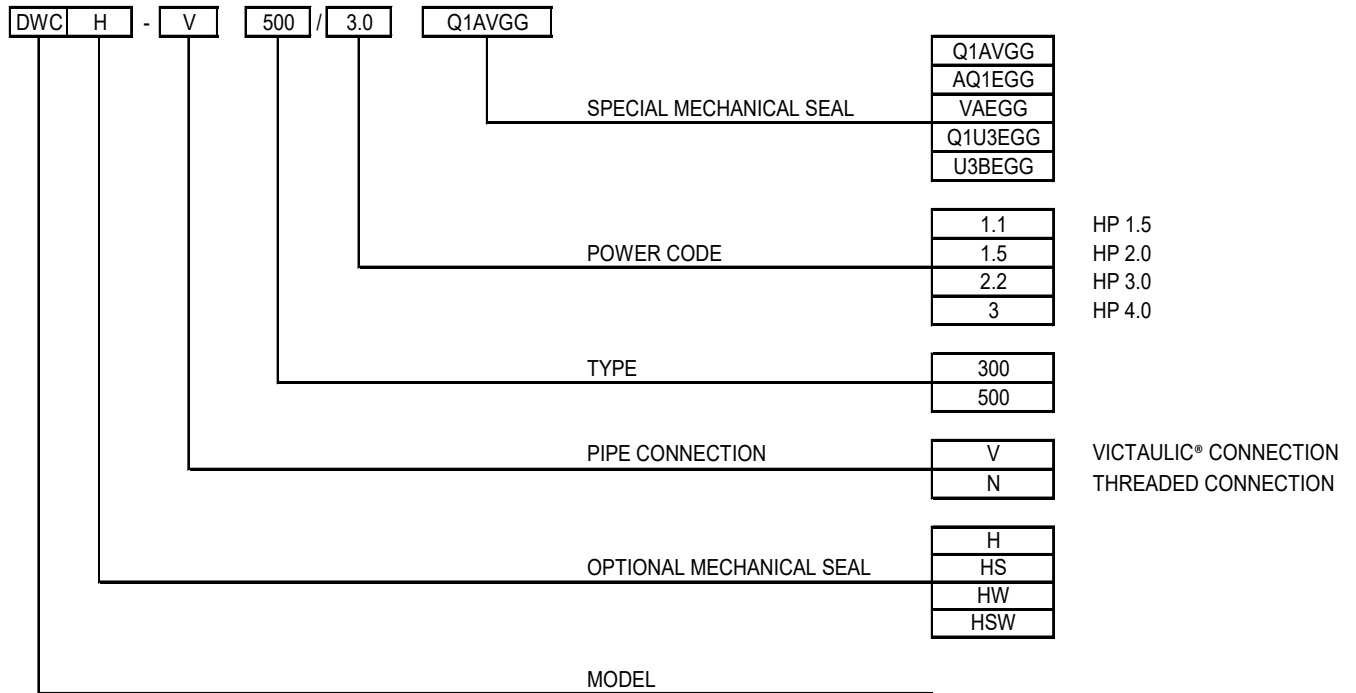 DWC H - V 500 / 3.0 Q1AVGG
Q1AVGG
AQ1EGG
SPECIAL MECHANICAL SEAL VAEGG
Q1U3EGG
U3BEGG
1.1 HP 1.5
POWER CODE 1.5 HP 2.0
2.2 HP 3.0
3 HP 4.0
TYPE 300
500
PIPE CONNECTION V VICTAULIC® CONNECTION
N THREADED CONNECTION
H
OPTIONAL MECHANICAL SEAL HS
HW
HSW
MODEL